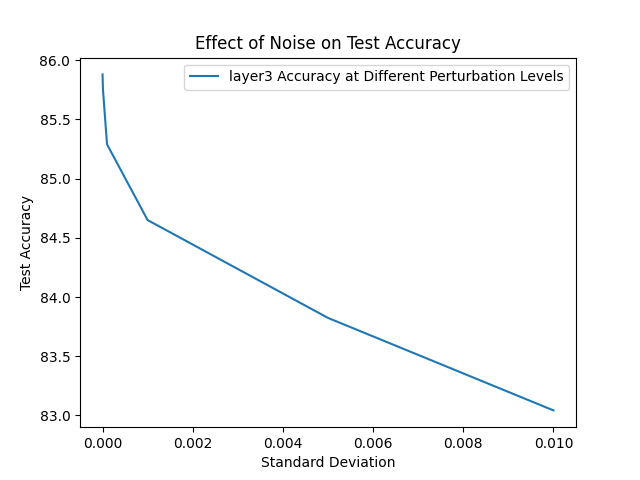 Effect of Noise on Test Accuracy
layer3 Accuracy at Different Perturbation Levels
Test Accuracy
86.0
85.5
85.0
84.5
84.0
83.5
83.0
0.000 0.002 0.004 0.006 0.008 0.010
Standard Deviation